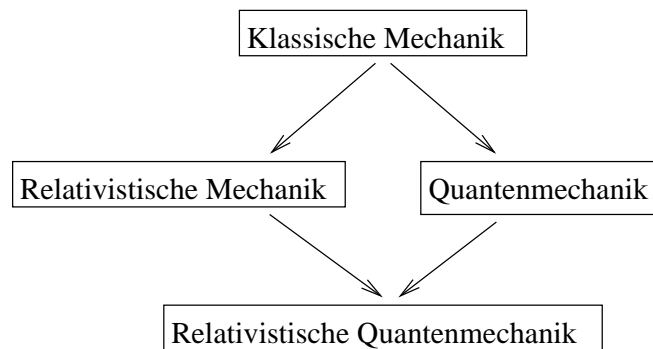 Klassische Mechanik
Relativistische Mechanik
Quantenmechanik
Relativistische Quantenmechanik